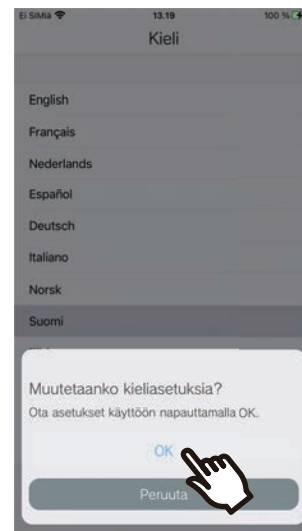 Ei SIMiä 13.19 100 %
Kieli
English
Français
Nederlands
Español
Deutsch
Italiano
Norsk
Suomi
Muutetaanko kieliasetuksia?
Ota asetukset käyttöön napauttamalla OK.
OK
Peruuta